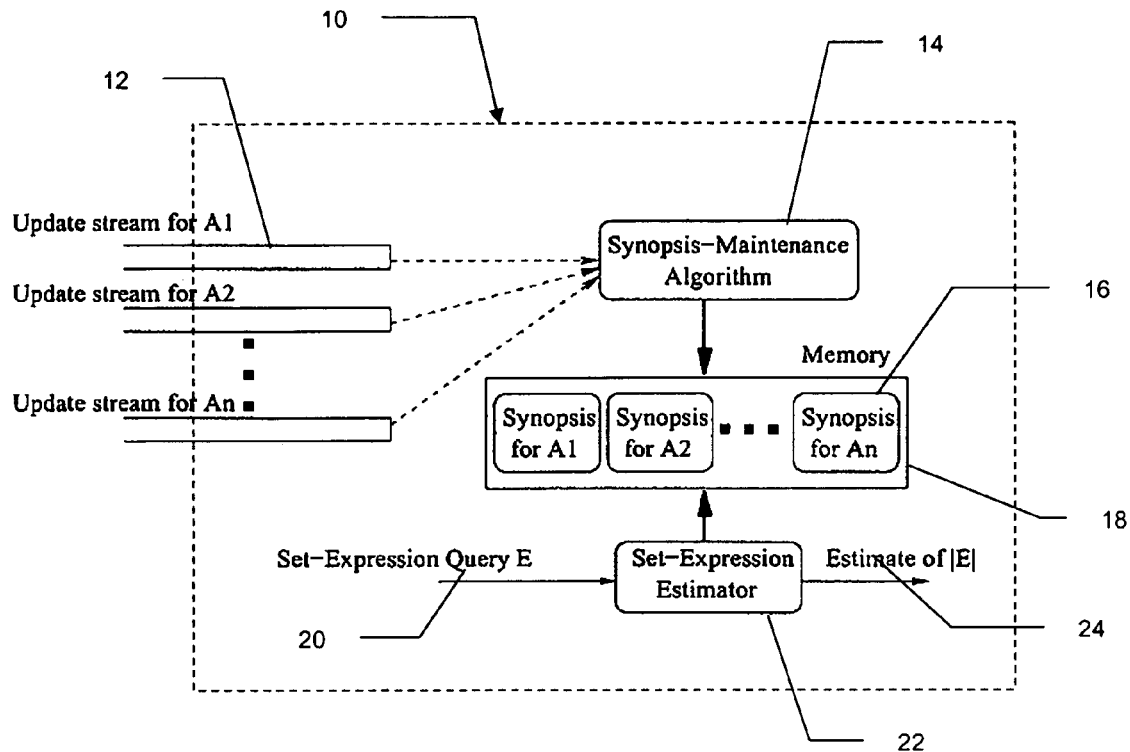 10
14
12
Update stream for A1
Synopsis-Maintenance
Algorithm
Update stream for A2
16
Memory
Update stream for An
Synopsis
for A1
Synopsis
for A2
Synopsis
for An
18
Set-Expression Query E
Set-Expression
Estimator
Estimate of |E|
20
24
22